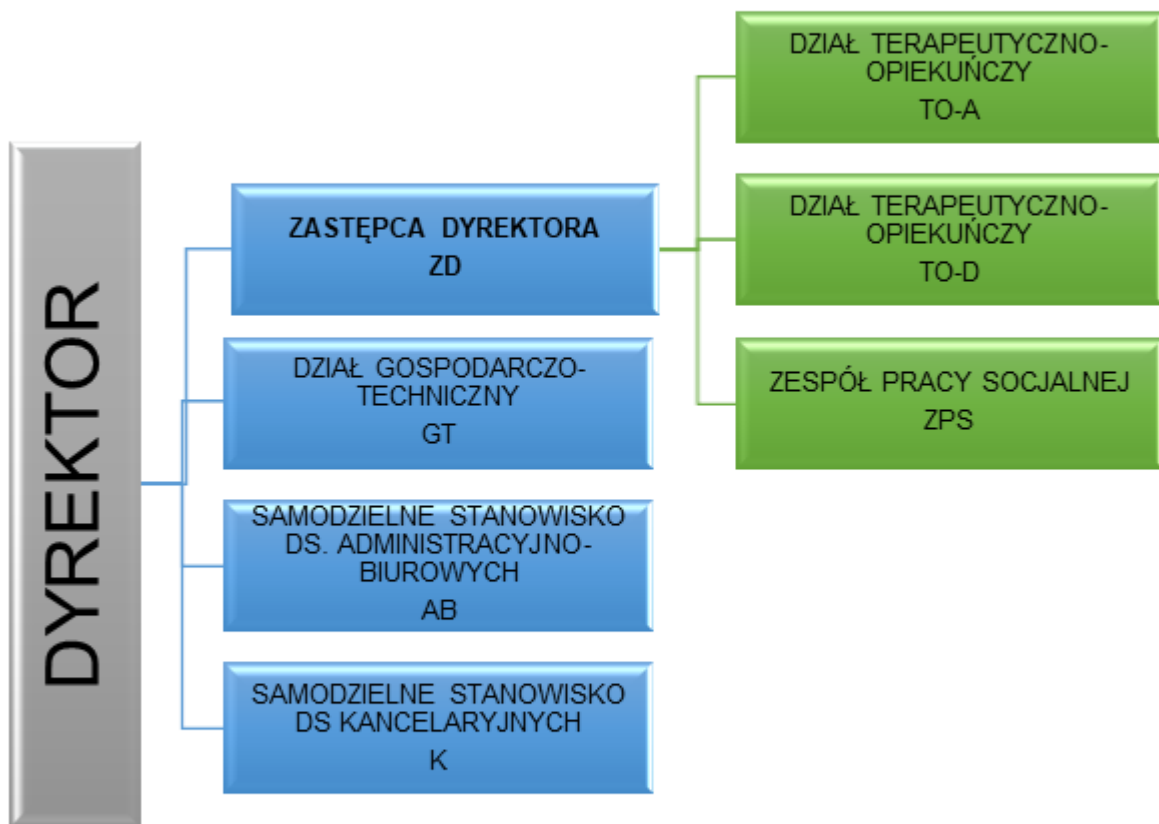 DYREKTOR
ZASTĘPCA DYREKTORA
ZD
DZIAŁ GOSPODARCZO-
TECHNICZNY
GT
SAMODZIELNE STANOWISKO
DS. ADMINISTRACYJNO-
BIUROWYCH
AB
SAMODZIELNE STANOWISKO
DS KANCELARYJNYCH
K
DZIAŁ TERAPEUTYCZNO-
OPIEKUŃCZY
TO-A
DZIAŁ TERAPEUTYCZNO-
OPIEKUŃCZY
TO-D
ZESPÓŁ PRACY SOCJALNEJ
ZPS